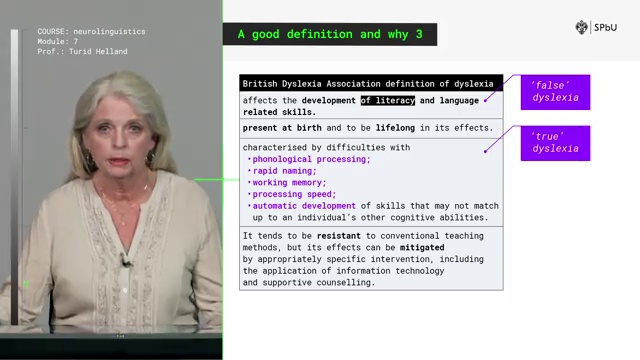 COURSE: neurolinguistics
Module: 7
Prof.: Turid Helland
A good definition and why 3
SPbU
British Dyslexia Association definition of dyslexia
affects the development of literacy and language
related skills.
present at birth and to be lifelong in its effects.
characterised by difficulties with
• phonological processing;
• rapid naming;
• working memory;
• processing speed;
• automatic development of skills that may not match
up to an individual's other cognitive abilities.
It tends to be resistant to conventional teaching
methods, but its effects can be mitigated
by appropriately specific intervention, including
the application of information technology
and supportive counselling.
'false'
dyslexia
'true'
dyslexia